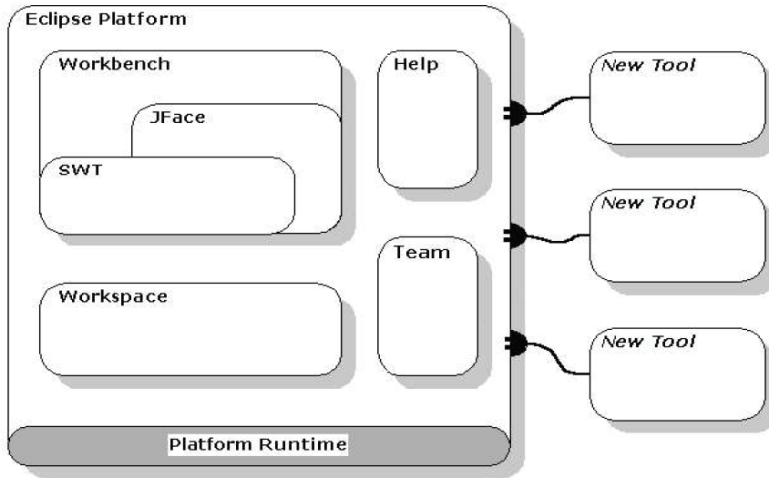 Eclipse Platform
Workbench
JFace
SWT
Workspace
Help
Team
Platform Runtime
New Tool
New Tool
New Tool